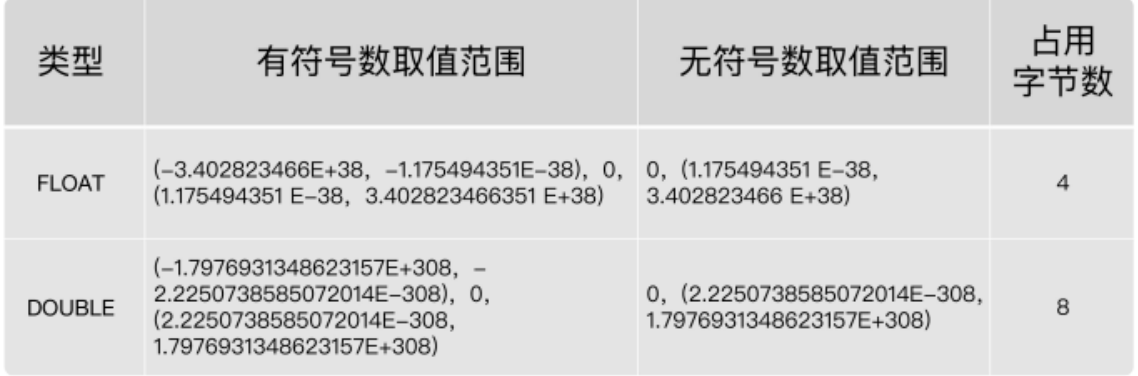 类型
有符号数取值范围
无符号数取值范围
占用
字节数
FLOAT
(-3.402823466E+38, -1.175494351E-38), 0,
(1.175494351 E-38, 3.402823466351 E+38)
0, (1.175494351 E-38,
3.402823466 E+38)
4
DOUBLE
(-1.7976931348623157E+308, -
2.2250738585072014E-308), 0,
(2.2250738585072014E-308,
1.7976931348623157E+308)
0, (2.2250738585072014E-308,
1.7976931348623157E+308)
8